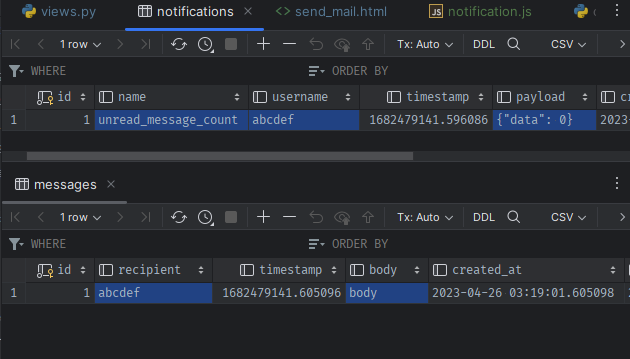 views.py notifications send_mail.html notification.js
1 row Tx: Auto DDL CSV
WHERE ORDER BY
id name username timestamp payload
1 1 unread_message_count abcdef 1682479141.596086 {"data": 0} 2023-
messages
1 row Tx: Auto DDL CSV
WHERE ORDER BY
id recipient timestamp body created_at
1 1 abcdef 1682479141.605096 body 2023-04-26 03:19:01.605098